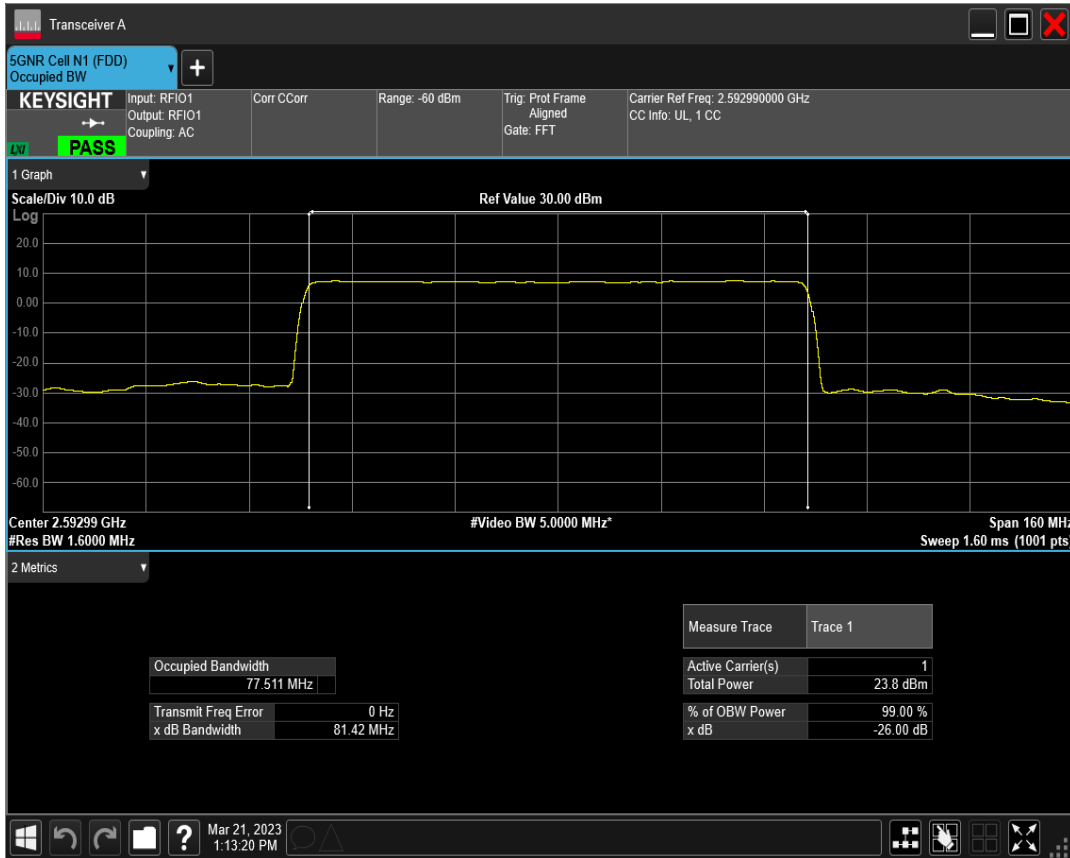 Transceiver A
5GNR Cell N1 (FDD)
Occupied BW
+
KEYSIGHT
LXI
PASS
Input: RFIO1
Output: RFIO1
Coupling: AC
Corr CCorr
Range: -60 dBm
Trig: Prot Frame
Aligned
Gate: FFT
Carrier Ref Freq: 2.592990000 GHz
CC Info: UL, 1 CC
1 Graph
Scale/Div 10.0 dB
Ref Value 30.00 dBm
Log
20.0
10.0
0.00
-10.0
-20.0
-30.0
-40.0
-50.0
-60.0
Center 2.59299 GHz
#Video BW 5.0000 MHz*
Span 160 MHz
#Res BW 1.6000 MHz
Sweep 1.60 ms (1001 pts)
2 Metrics
Measure Trace Trace 1
Occupied Bandwidth
77.511 MHz
Transmit Freq Error 0 Hz
x dB Bandwidth 81.42 MHz
Active Carrier(s) 1
Total Power 23.8 dBm
% of OBW Power 99.00 %
x dB -26.00 dB
?
Mar 21, 2023
1:13:20 PM